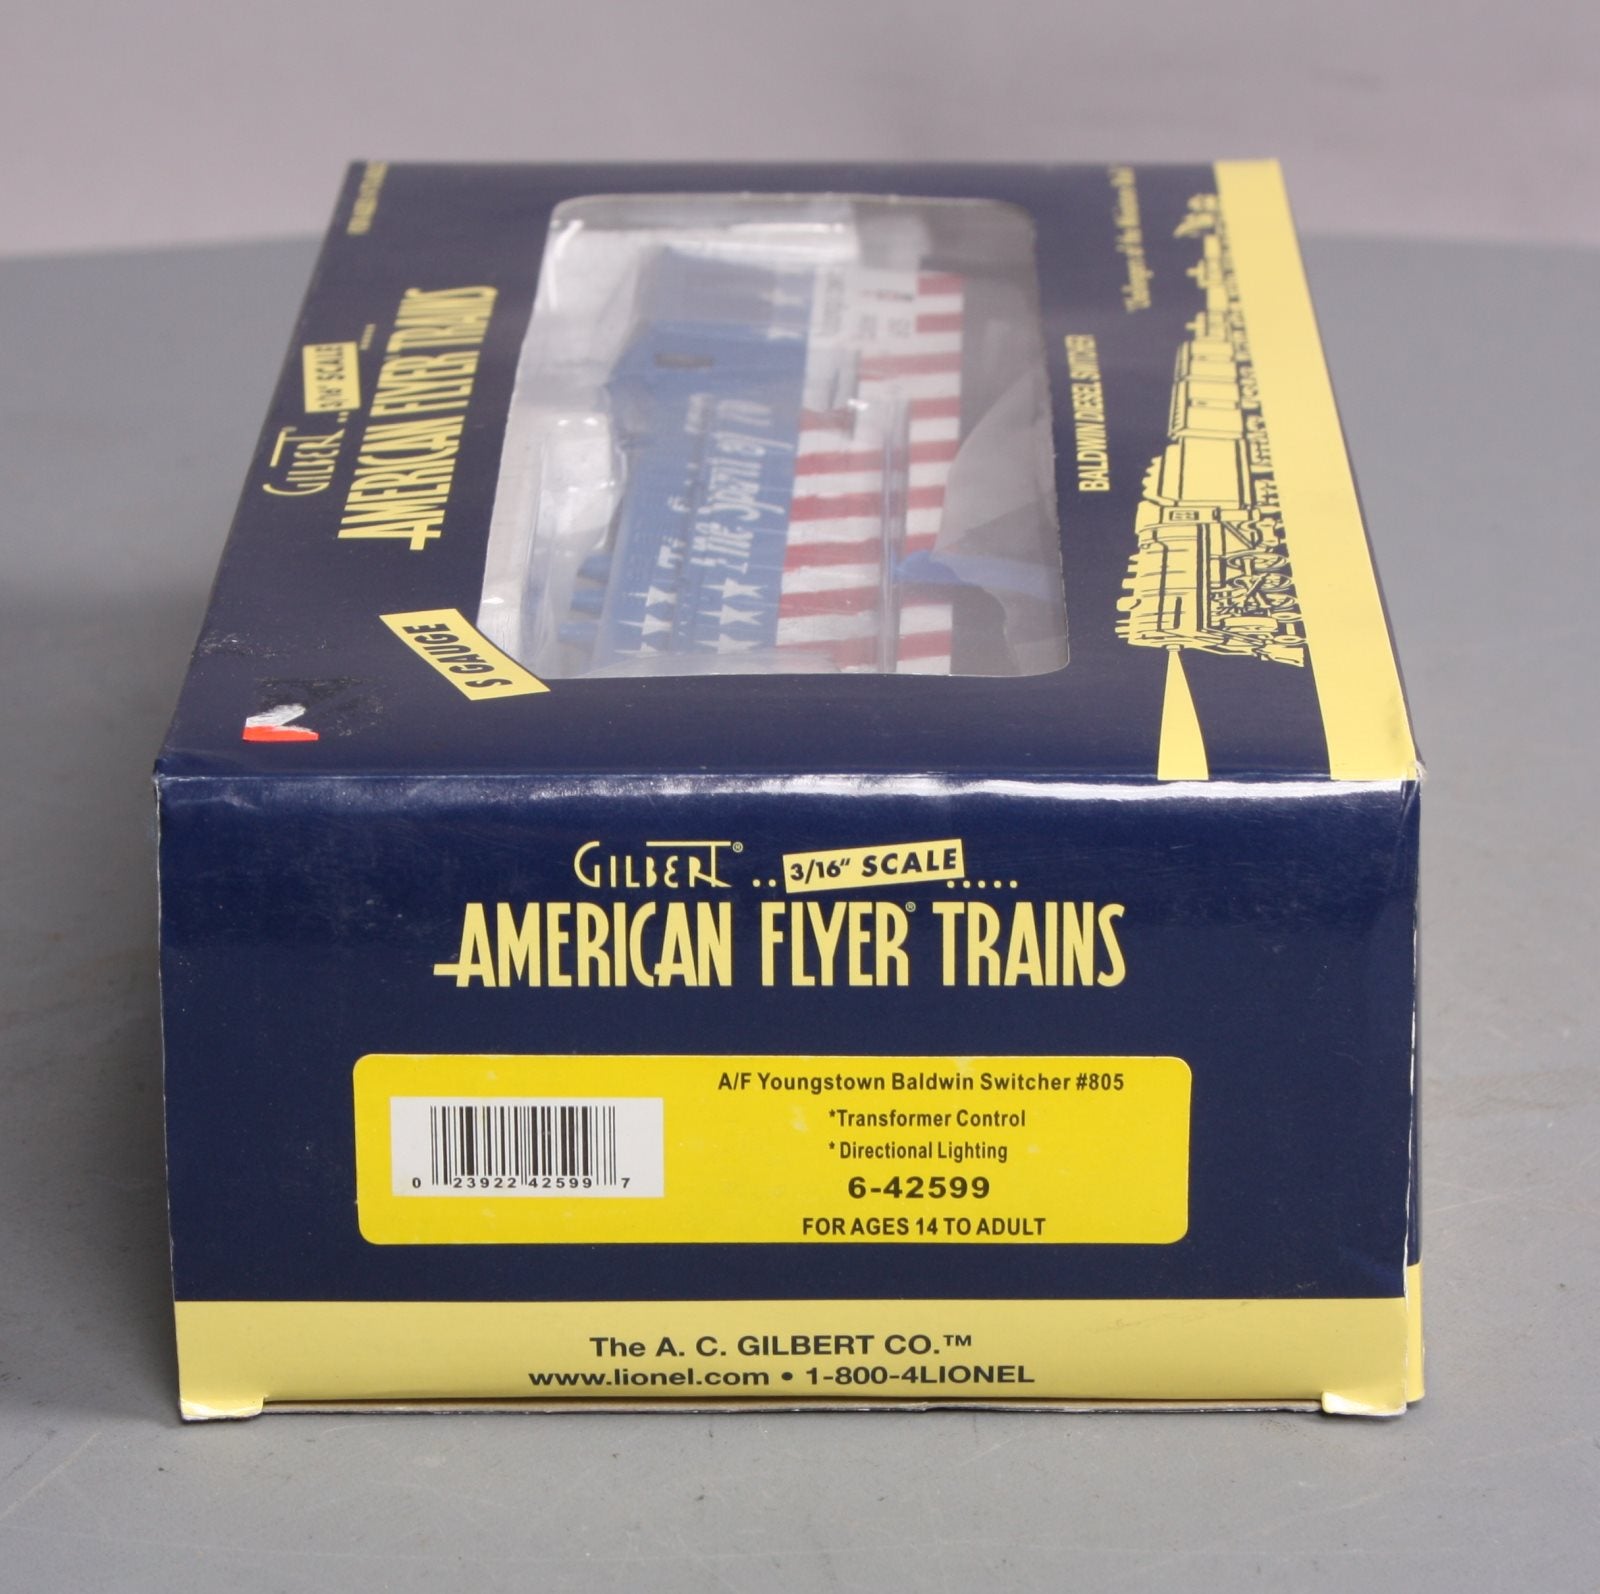 GILBERT
3/16" SCALE
AMERICAN FLYER TRAINS
S GAUGE
The Spirit of 76
BALDWIN DIESEL SWITCHER
GILBERT® .. 3/16" SCALE .....
AMERICAN FLYER® TRAINS
A/F Youngstown Baldwin Switcher #805
*Transformer Control
* Directional Lighting
6-42599
FOR AGES 14 TO ADULT
0 23922 42599 7
The A. C. GILBERT CO.™
www.lionel.com • 1-800-4LIONEL